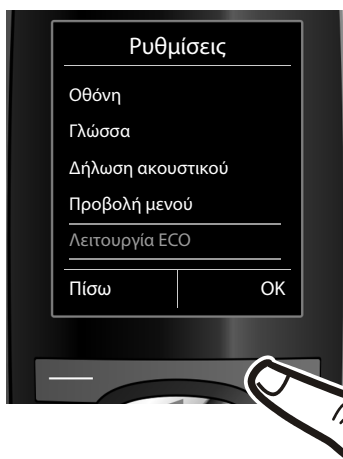 Ρυθμίσεις
Οθόνη
Γλώσσα
Δήλωση ακουστικού
Προβολή μενού
Λειτουργία ECO
Πίσω OK